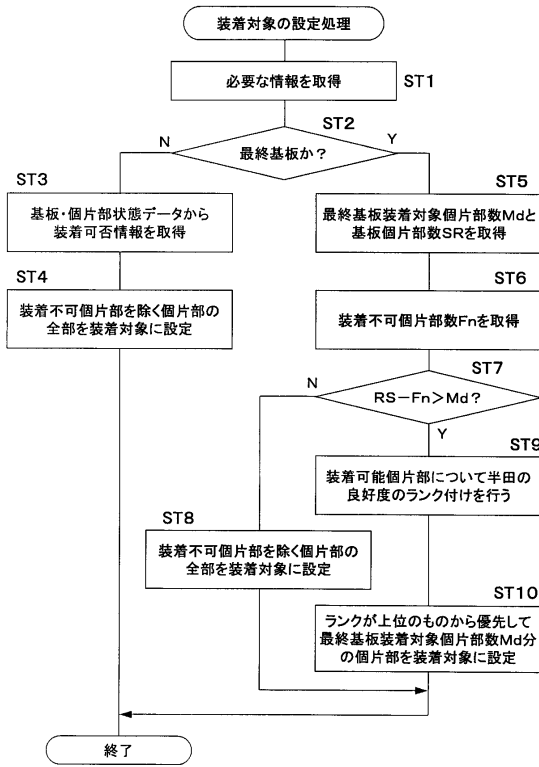 装着対象の設定処理
必要な情報を取得
ST1
ST2
最終基板か？
N
Y
ST3
基板・個片部状態データから
装着可否情報を取得
ST4
装着不可個片部を除く個片部の
全部を装着対象に設定
ST5
最終基板装着対象個片部数Mdと
基板個片部数SRを取得
ST6
装着不可個片部数Fnを取得
ST7
RS－Fn＞Md？
N
Y
ST9
装着可能個片部について半田の
良好度のランク付けを行う
ST8
装着不可個片部を除く個片部の
全部を装着対象に設定
ST10
ランクが上位のものから優先して
最終基板装着対象個片部数Md分
の個片部を装着対象に設定
終了